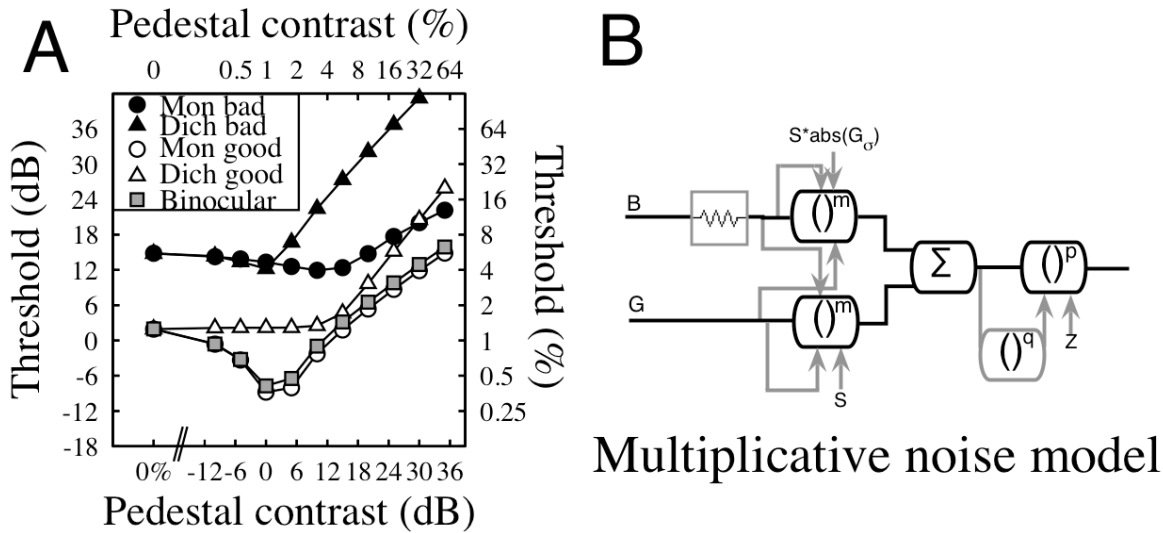 A
Pedestal contrast (%)
0 0.5 1 2 4 8 16 32 64
Mon bad
Dich bad
Mon good
Dich good
Binocular
Threshold (dB)
36
30
24
18
12
6
0
-6
-12
-18
64
32
16
8
4
2
1
0.5
0.25
Threshold (%)
0% -12 -6 0 6 12 18 24 30 36
Pedestal contrast (dB)
B
S*abs(Gσ)
B
()m
Σ
()p
G
()m
()q
Z
S
Multiplicative noise model